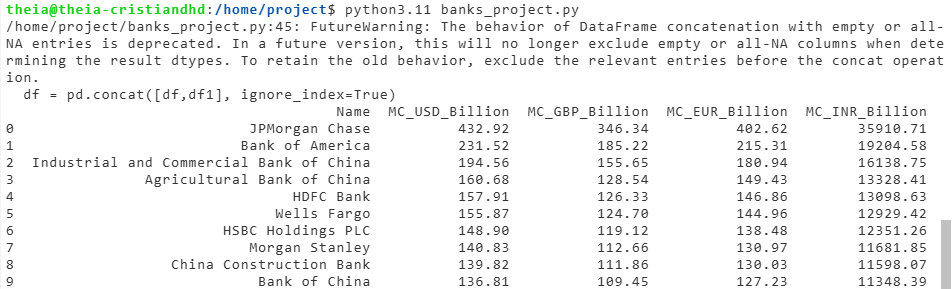 theia@theia-cristiandhd:/home/project$ python3.11 banks_project.py
/home/project/banks_project.py:45: FutureWarning: The behavior of DataFrame concatenation with empty or all-
NA entries is deprecated. In a future version, this will no longer exclude empty or all-NA columns when dete
rmining the result dtypes. To retain the old behavior, exclude the relevant entries before the concat operat
ion.
  df = pd.concat([df,df1], ignore_index=True)
                                      Name  MC_USD_Billion  MC_GBP_Billion  MC_EUR_Billion  MC_INR_Billion
0                           JPMorgan Chase          432.92          346.34          402.62        35910.71
1                          Bank of America          231.52          185.22          215.31        19204.58
2  Industrial and Commercial Bank of China          194.56          155.65          180.94        16138.75
3               Agricultural Bank of China          160.68          128.54          149.43        13328.41
4                                HDFC Bank          157.91          126.33          146.86        13098.63
5                              Wells Fargo          155.87          124.70          144.96        12929.42
6                        HSBC Holdings PLC          148.90          119.12          138.48        12351.26
7                           Morgan Stanley          140.83          112.66          130.97        11681.85
8                  China Construction Bank          139.82          111.86          130.03        11598.07
9                            Bank of China          136.81          109.45          127.23        11348.39